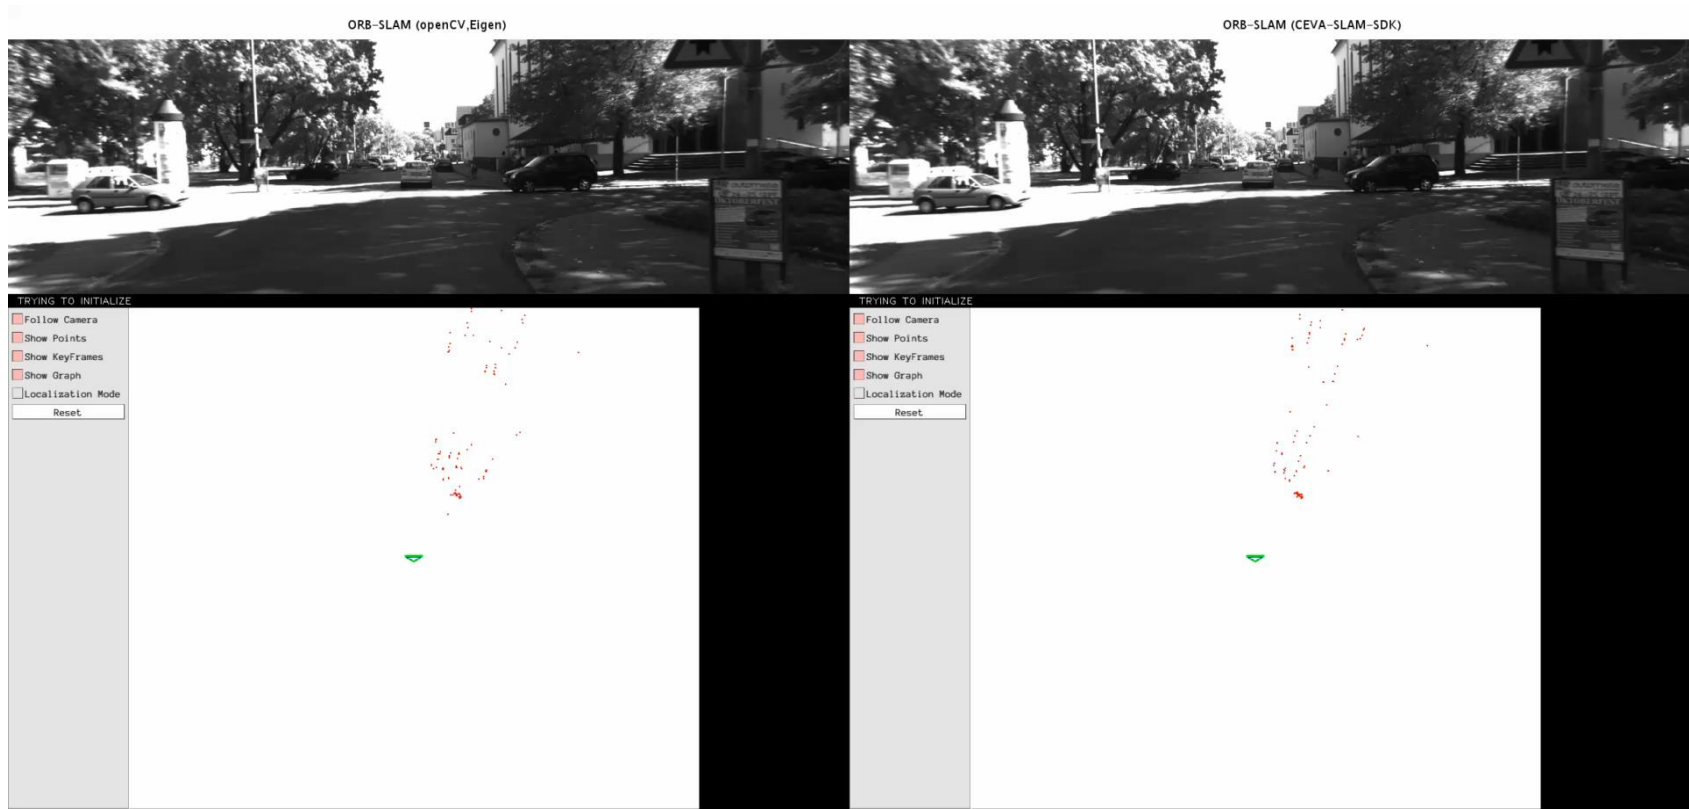 ORB-SLAM (openCV,Eigen)
TRYING TO INITIALIZE
Follow Camera
Show Points
Show KeyFrames
Show Graph
Localization Mode
Reset
ORB-SLAM (CEVA-SLAM-SDK)
OKTOBERFEST
TRYING TO INITIALIZE
Follow Camera
Show Points
Show KeyFrames
Show Graph
Localization Mode
Reset